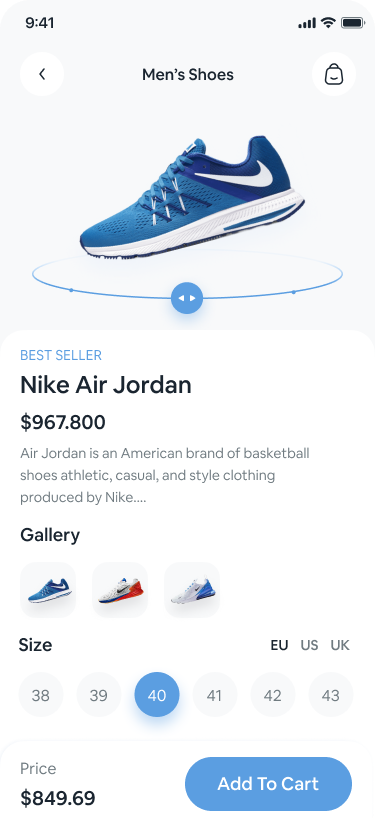 9:41
Men's Shoes
BEST SELLER
Nike Air Jordan
$967.800
Air Jordan is an American brand of basketball
shoes athletic, casual, and style clothing
produced by Nike....
Gallery
Size EU US UK
38 39 40 41 42 43
Price
$849.69
Add To Cart